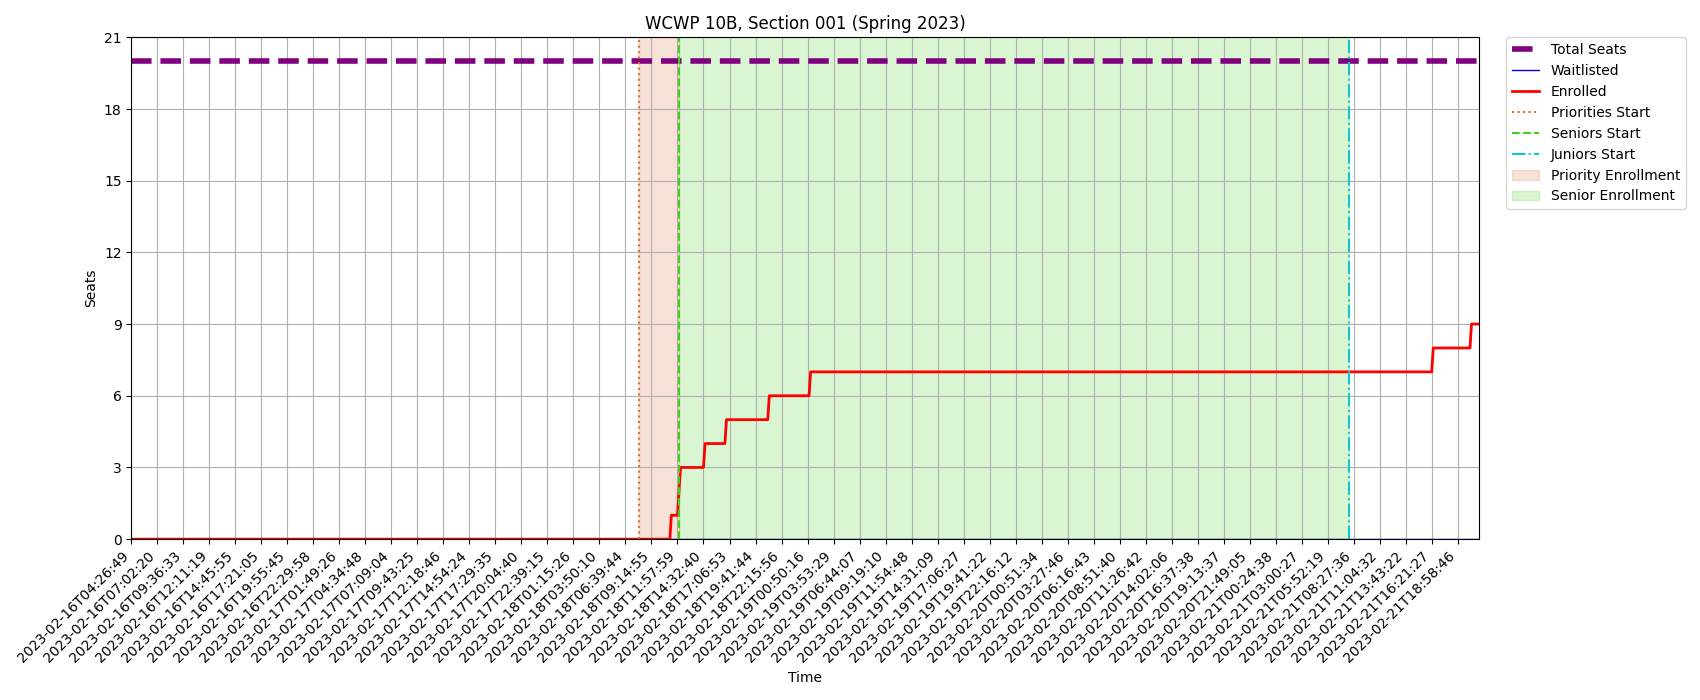 WCWP 10B, Section 001 (Spring 2023)
21
18
15
12
9
6
3
0
Seats
Total Seats
Waitlisted
Enrolled
Priorities Start
Seniors Start
Juniors Start
Priority Enrollment
Senior Enrollment
2023-02-16T04:26:49
2023-02-16T07:02:20
2023-02-16T09:36:33
2023-02-16T12:11:19
2023-02-16T14:45:55
2023-02-16T17:21:05
2023-02-16T19:55:45
2023-02-16T22:29:58
2023-02-17T01:49:26
2023-02-17T04:34:48
2023-02-17T07:09:04
2023-02-17T09:43:25
2023-02-17T12:18:46
2023-02-17T14:54:24
2023-02-17T17:29:35
2023-02-17T20:04:40
2023-02-17T22:39:15
2023-02-18T01:15:26
2023-02-18T03:50:10
2023-02-18T06:39:44
2023-02-18T09:14:55
2023-02-18T11:57:59
2023-02-18T14:32:40
2023-02-18T17:06:53
2023-02-18T19:41:44
2023-02-18T22:15:56
2023-02-19T00:50:16
2023-02-19T03:53:29
2023-02-19T06:44:07
2023-02-19T09:19:10
2023-02-19T11:54:48
2023-02-19T14:31:09
2023-02-19T17:06:27
2023-02-19T19:41:22
2023-02-19T22:16:12
2023-02-20T00:51:34
2023-02-20T03:27:46
2023-02-20T06:16:43
2023-02-20T08:51:40
2023-02-20T11:26:42
2023-02-20T14:02:06
2023-02-20T16:37:38
2023-02-20T19:13:37
2023-02-20T21:49:05
2023-02-21T00:24:38
2023-02-21T03:00:27
2023-02-21T05:52:19
2023-02-21T08:27:36
2023-02-21T11:04:32
2023-02-21T13:43:22
2023-02-21T16:21:27
2023-02-21T18:58:46
Time